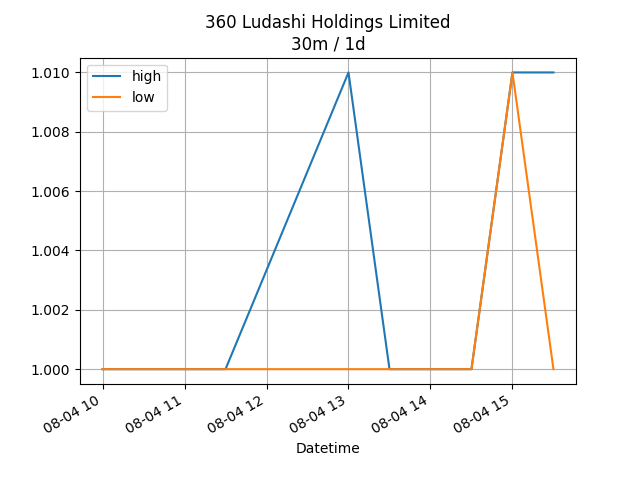 360 Ludashi Holdings Limited
30m / 1d
high
low
1.010
1.008
1.006
1.004
1.002
1.000
08-04 10
08-04 11
08-04 12
08-04 13
08-04 14
08-04 15
Datetime